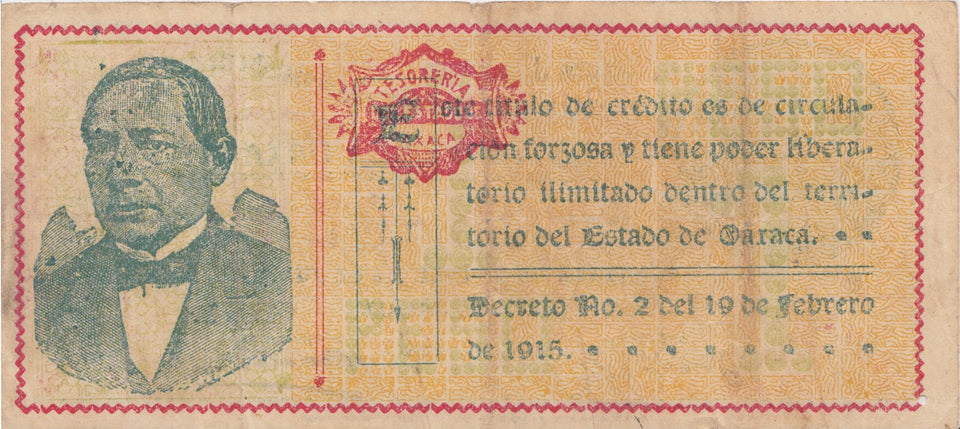 TESORERIA
OAXACA
Este titulo de crédito es de circula-
ción forzosa y tiene poder libera-
torio ilimitado dentro del terri-
torio del Estado de Oaxaca.
Decreto No. 2 del 19 de Febrero
de 1915.